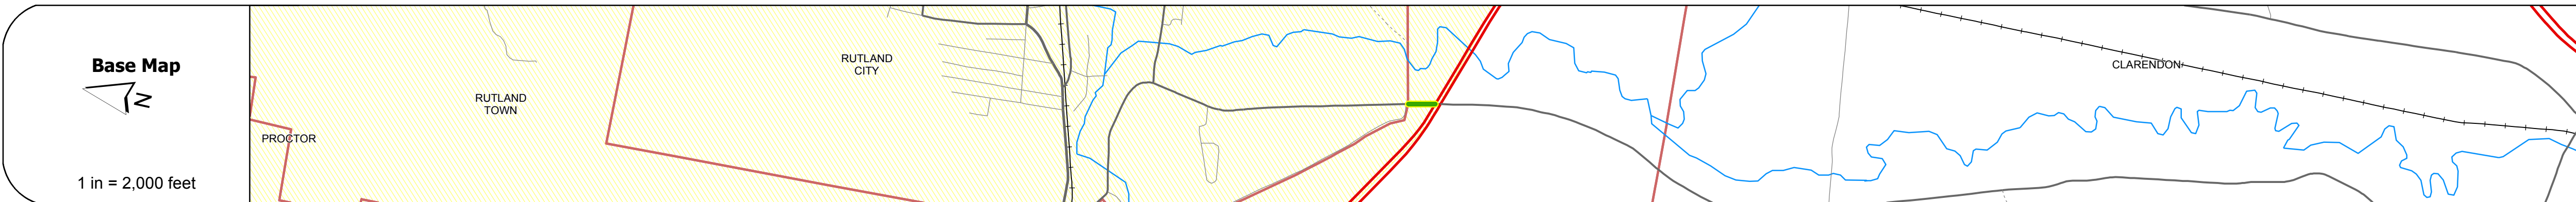 Base Map
N
1 in = 2,000 feet
PROCTOR
RUTLAND
TOWN
RUTLAND
CITY
CLARENDON